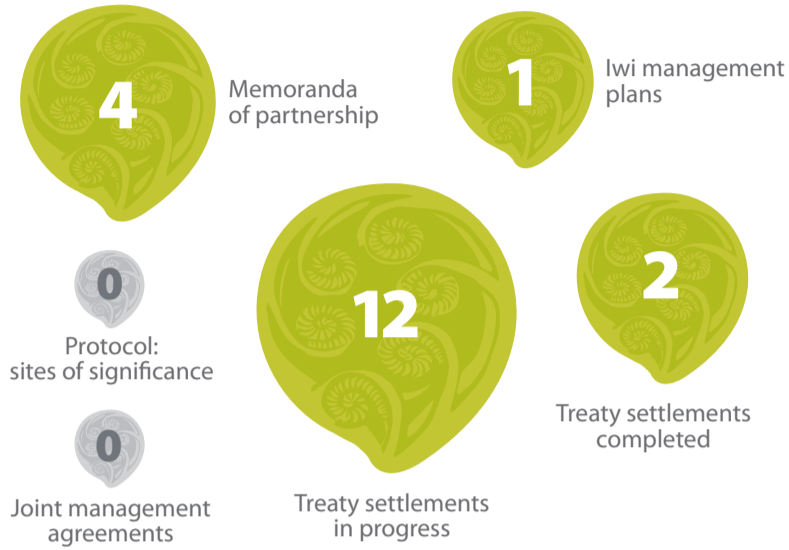 4
Memoranda
of partnership
1
Iwi management
plans
0
Protocol:
sites of significance
12
Treaty settlements
in progress
2
Treaty settlements
completed
0
Joint management
agreements